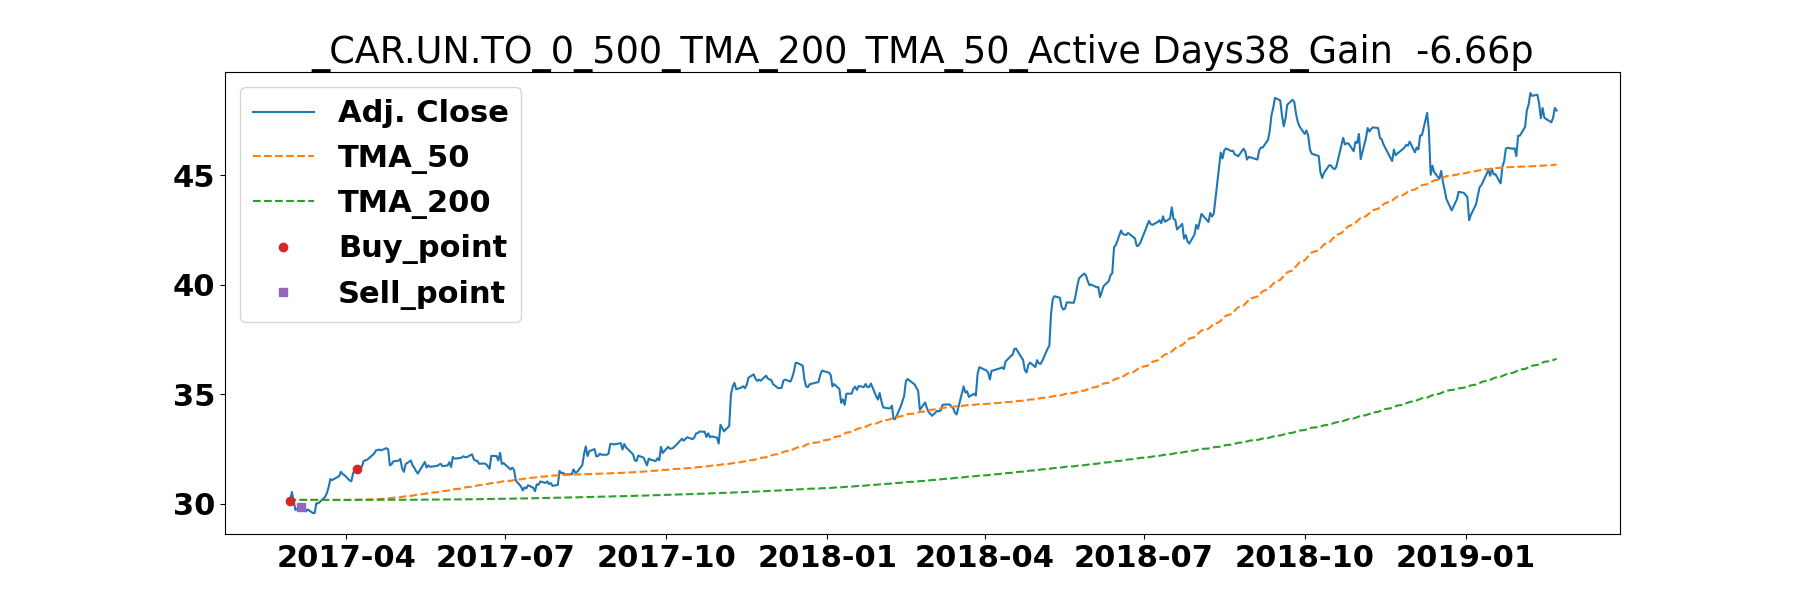 _CAR.UN.TO_0_500_TMA_200_TMA_50_Active Days38_Gain  -6.66p
Adj. Close
TMA_50
TMA_200
Buy_point
Sell_point
45
40
35
30
2017-04 2017-07 2017-10 2018-01 2018-04 2018-07 2018-10 2019-01